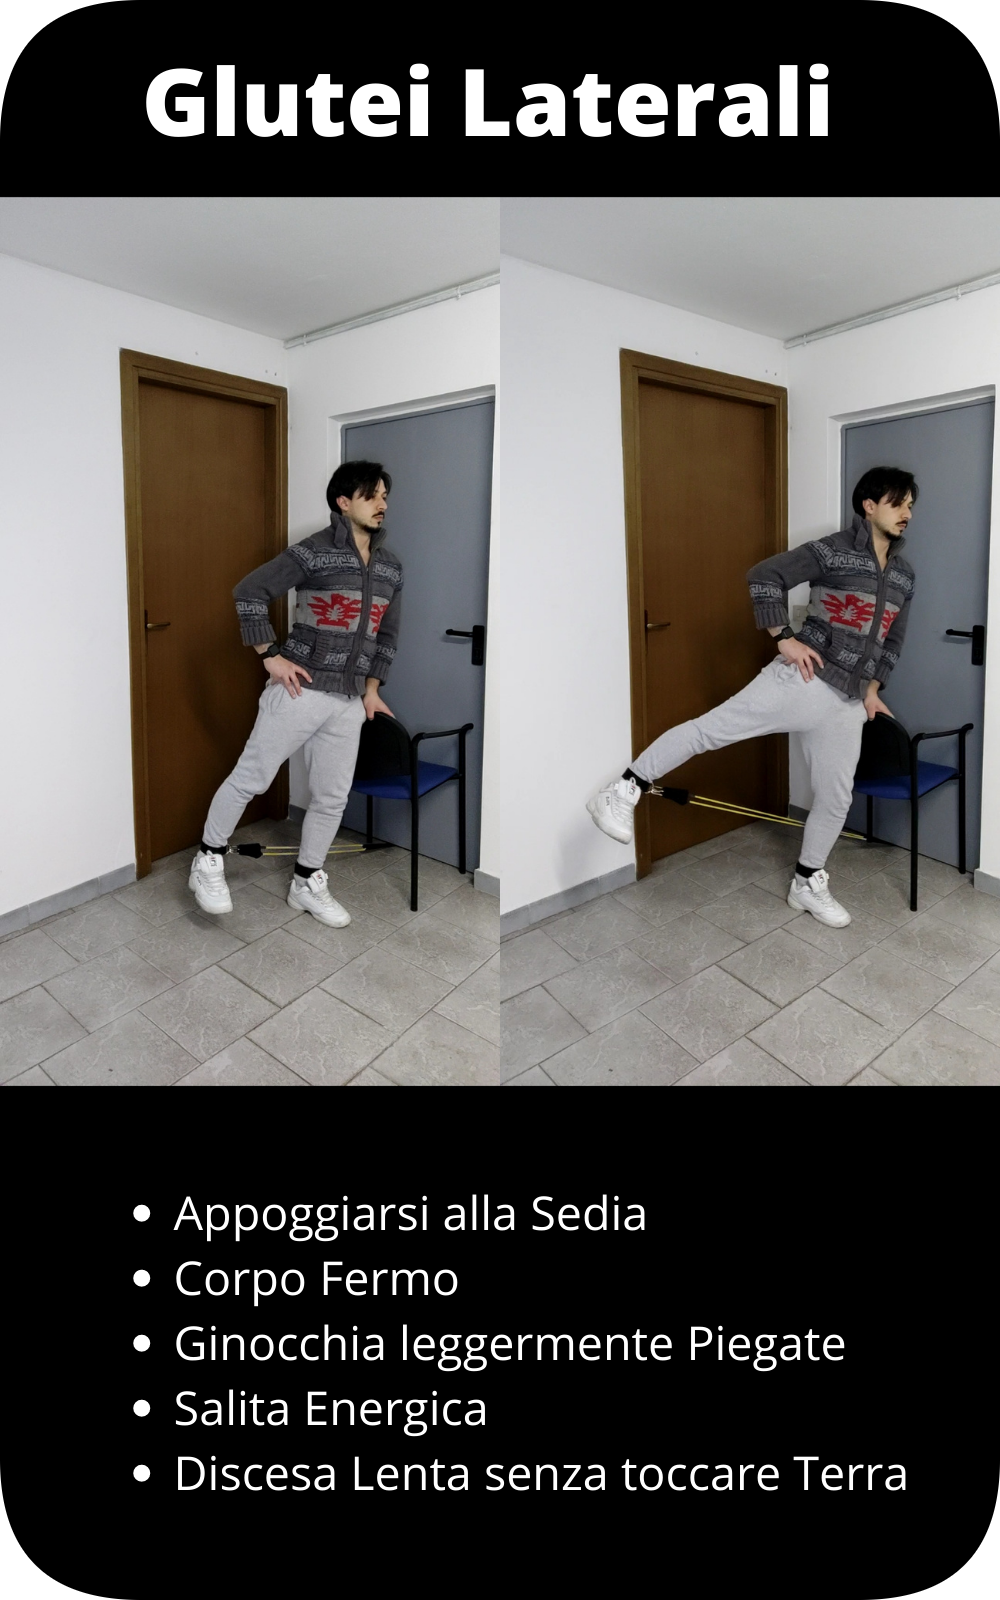 Glutei Laterali
Appoggiarsi alla Sedia
Corpo Fermo
Ginocchia leggermente Piegate
Salita Energica
Discesa Lenta senza toccare Terra